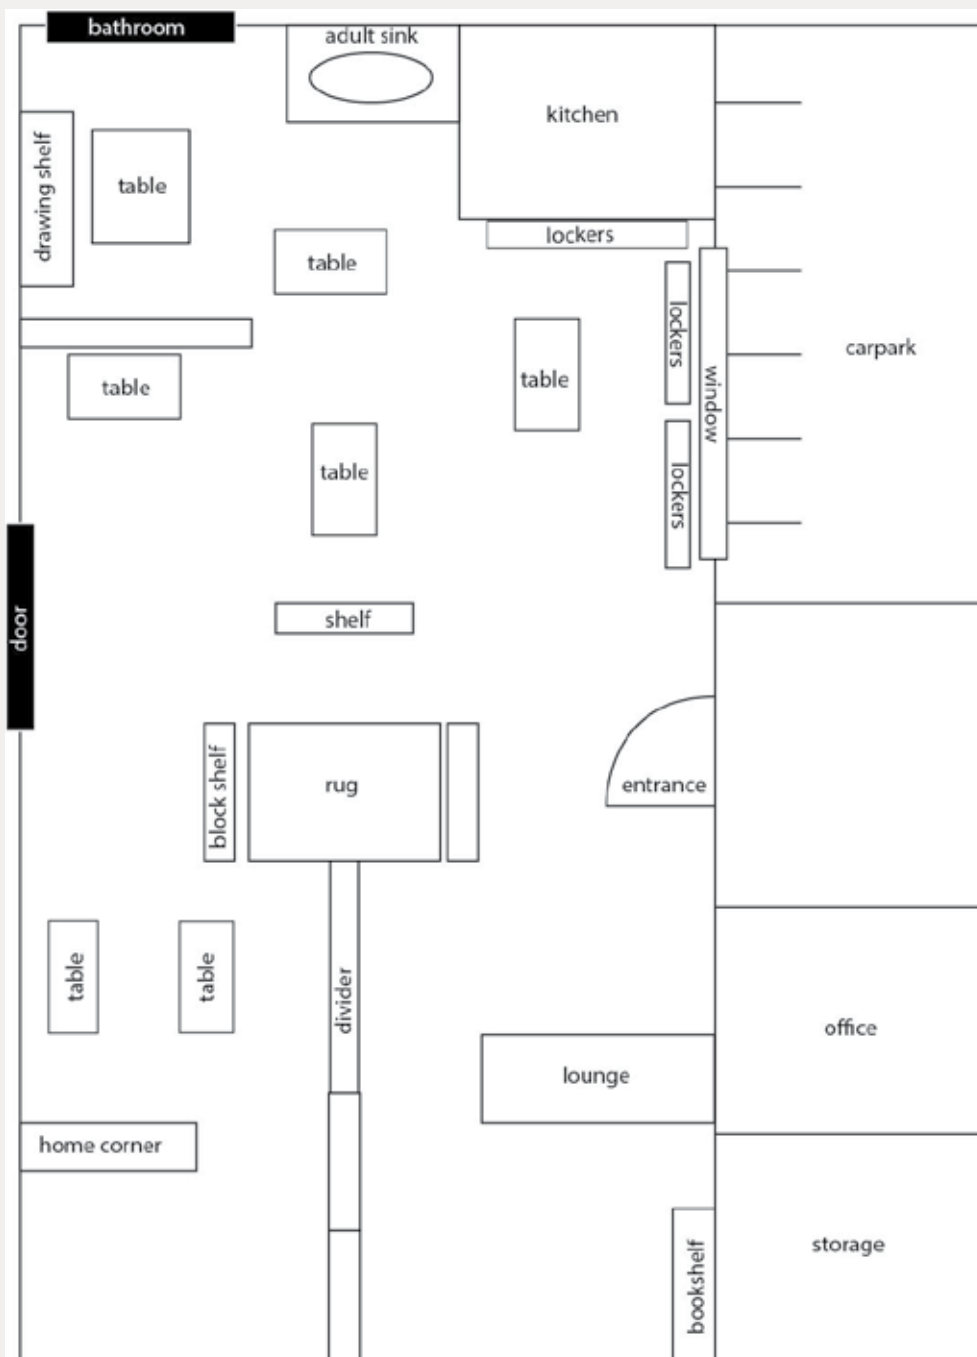 bathroom
adult sink
kitchen
drawing shelf
table
table
lockers
lockers
table
table
window
carpark
table
lockers
door
shelf
block shelf
rug
entrance
table
table
divider
office
lounge
home corner
storage
bookshelf